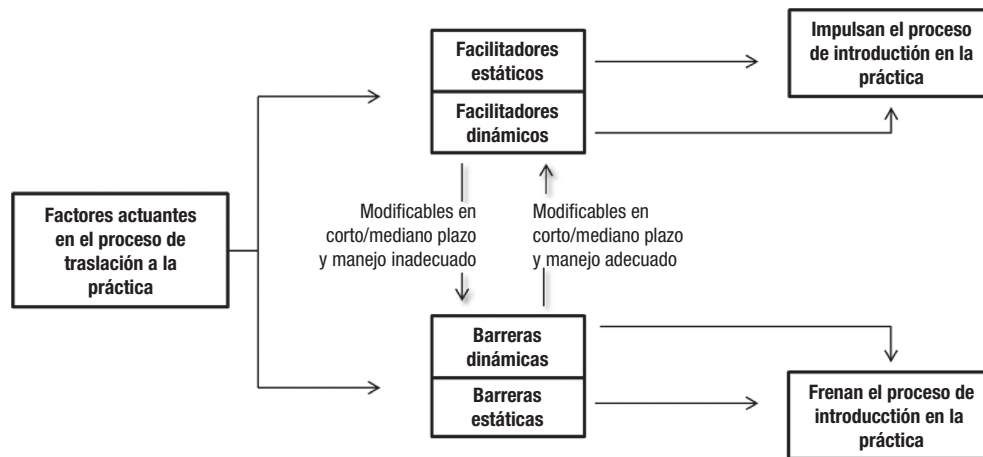 Facilitadores
estáticos
Facilitadores
dinámicos
Impulsan el proceso
de introductión en la
práctica
Factores actuantes
en el proceso de
traslación a la
práctica
Modificables en
corto/mediano plazo
y manejo inadecuado
Modificables en
corto/mediano plazo
y manejo adecuado
Barreras
dinámicas
Barreras
estáticas
Frenan el proceso de
introducctión en la
práctica